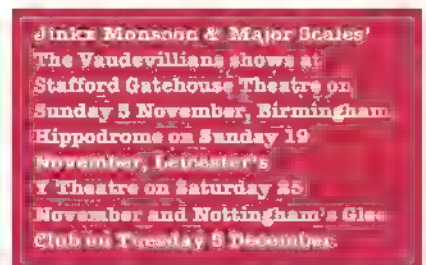 Jinkx Monsoon & Major Scales'
The Vaudevillians shows at
Stafford Gatehouse Theatre on
Sunday 5 November, Birmingham
Hippodrome on Sunday 19
November, Leicester's
Y Theatre on Saturday 25
November and Nottingham's Glee
Club on Tuesday 5 December.